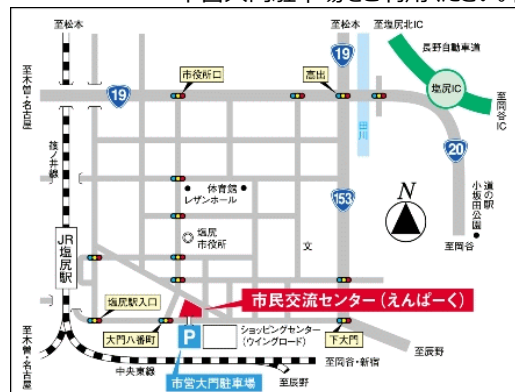 至松本
至松本
至塩尻北IC
長野自動車道
19
至木曽・名古屋
市役所口
高出
塩尻IC
至岡谷IC
19
田川
20
篠ノ井線
体育館
レザンホール
153
N
道の駅
小坂田公園
塩尻
市役所
文
至岡谷
JR
塩尻駅
市民交流センター(えんぱーく)
塩尻駅入口
大門八番町
P
ショッピングセンター
(ウイングロード)
下大門
至木曽・名古屋
市営大門駐車場
至岡谷・新宿
至辰野
中央東線
至辰野